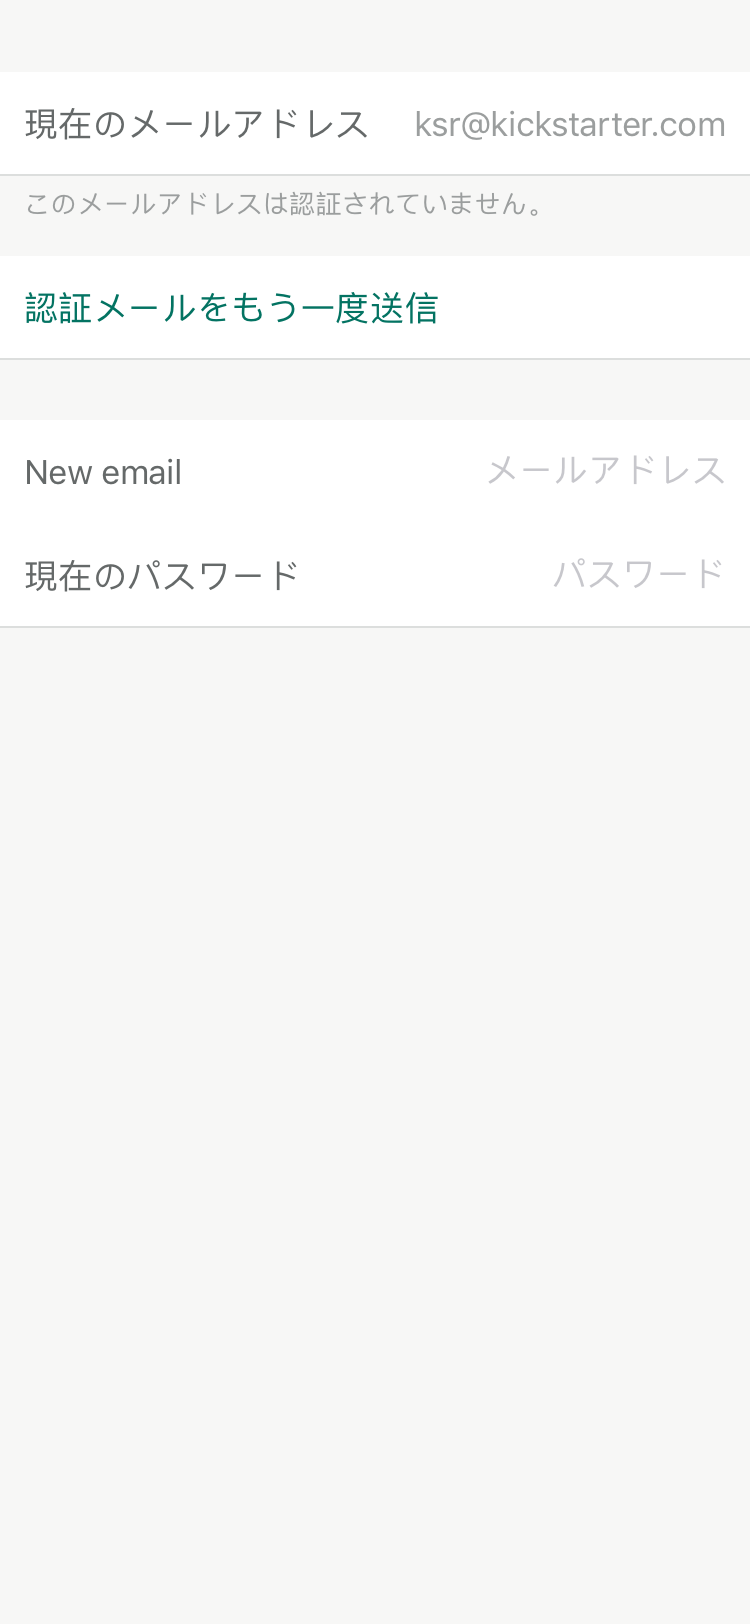 現在のメールアドレス ksr@kickstarter.com
このメールアドレスは認証されていません。
認証メールをもう一度送信
New email メールアドレス
現在のパスワード パスワード